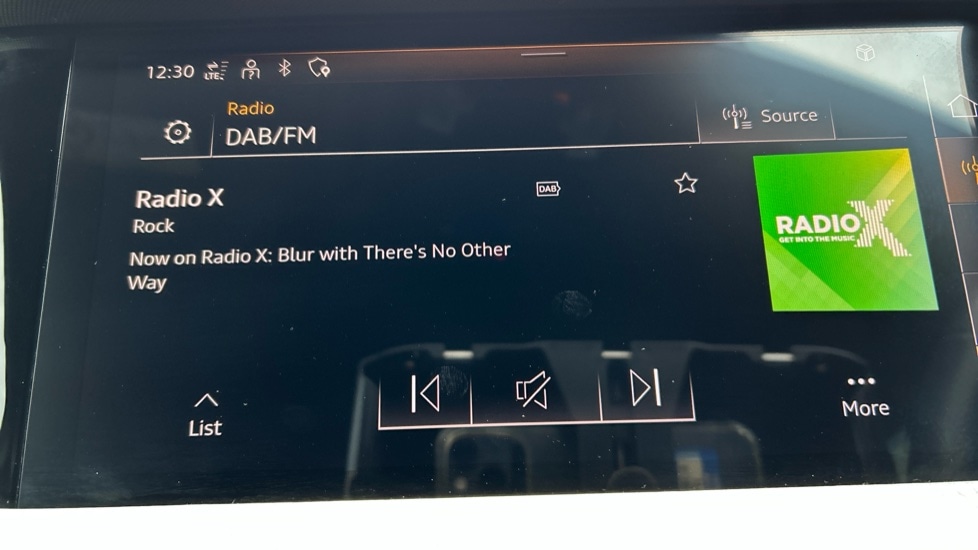 12:30 LTE
Radio
DAB/FM
Source
Radio X
DAB
Rock
Now on Radio X: Blur with There's No Other
Way
RADIO X
GET INTO THE MUSIC
List
More